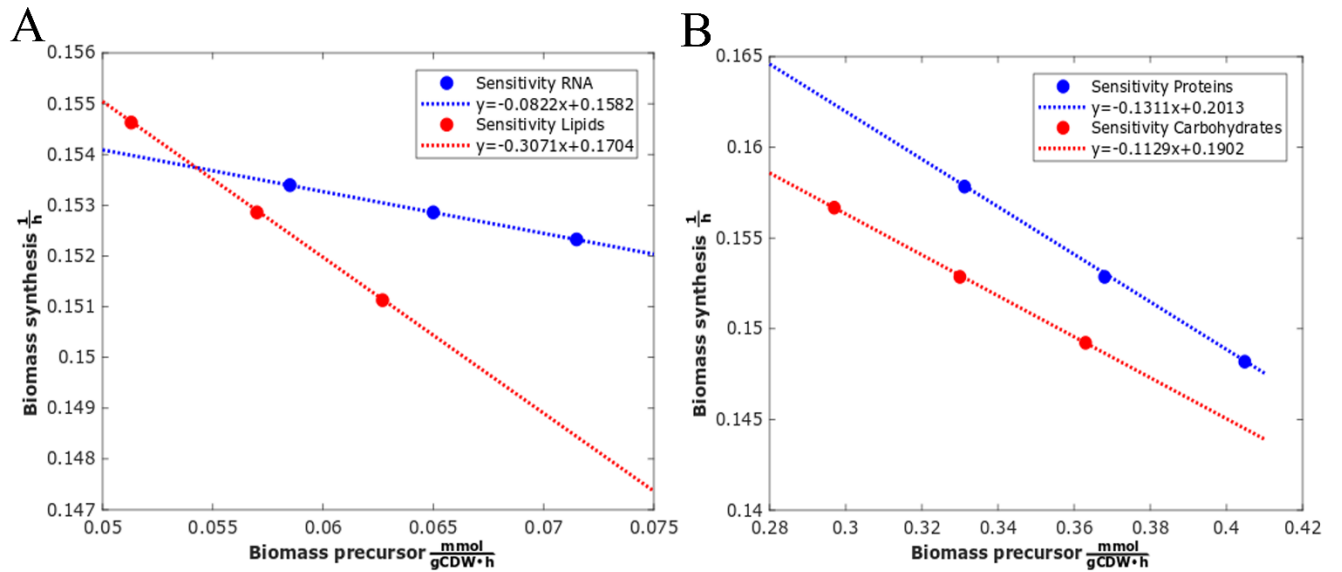 A
0.156
0.155
0.154
0.153
0.152
0.151
0.15
0.149
0.148
0.147
Biomass synthesis 1/h
Sensitivity RNA
y=-0.0822x+0.1582
Sensitivity Lipids
y=-0.3071x+0.1704
0.05 0.055 0.06 0.065 0.07 0.075
Biomass precursor mmol/gCDW•h
B
0.165
0.16
0.155
0.15
0.145
0.14
Biomass synthesis 1/h
Sensitivity Proteins
y=-0.1311x+0.2013
Sensitivity Carbohydrates
y=-0.1129x+0.1902
0.28 0.3 0.32 0.34 0.36 0.38 0.4 0.42
Biomass precursor mmol/gCDW•h